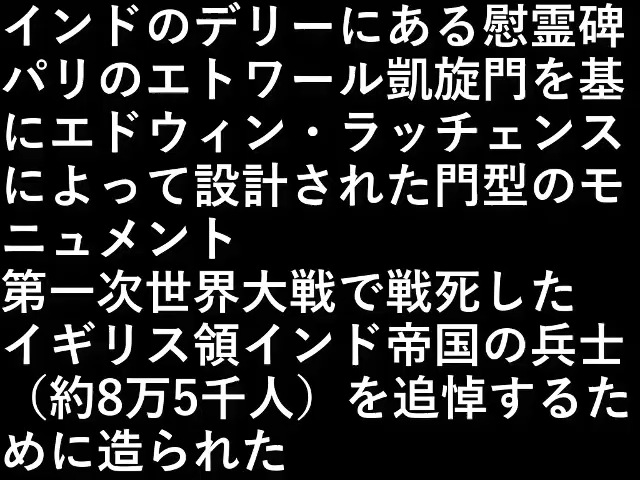 インドのデリーにある慰霊碑
パリのエトワール凱旋門を基
にエドウィン・ラッチェンス
によって設計された門型のモ
ニュメント
第一次世界大戦で戦死した
イギリス領インド帝国の兵士
（約8万5千人）を追悼するた
めに造られた